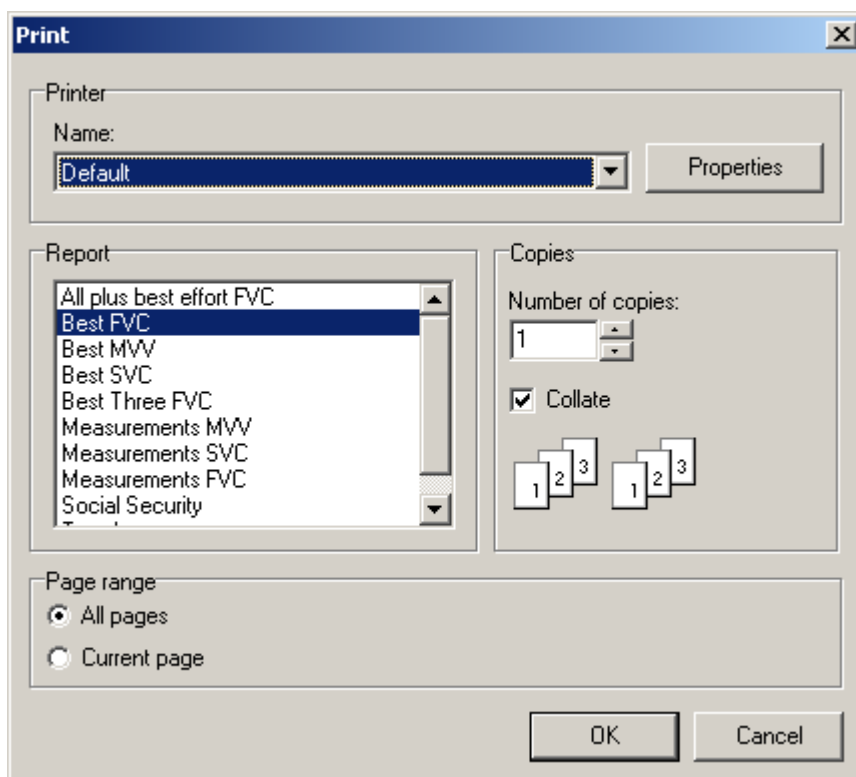 Print
Printer
Name:
Default
Properties
Report
All plus best effort FVC
Best FVC
Best MVV
Best SVC
Best Three FVC
Measurements MVV
Measurements SVC
Measurements FVC
Social Security
Copies
Number of copies:
1
Collate
1 2 3 1 2 3
Page range
All pages
Current page
OK Cancel